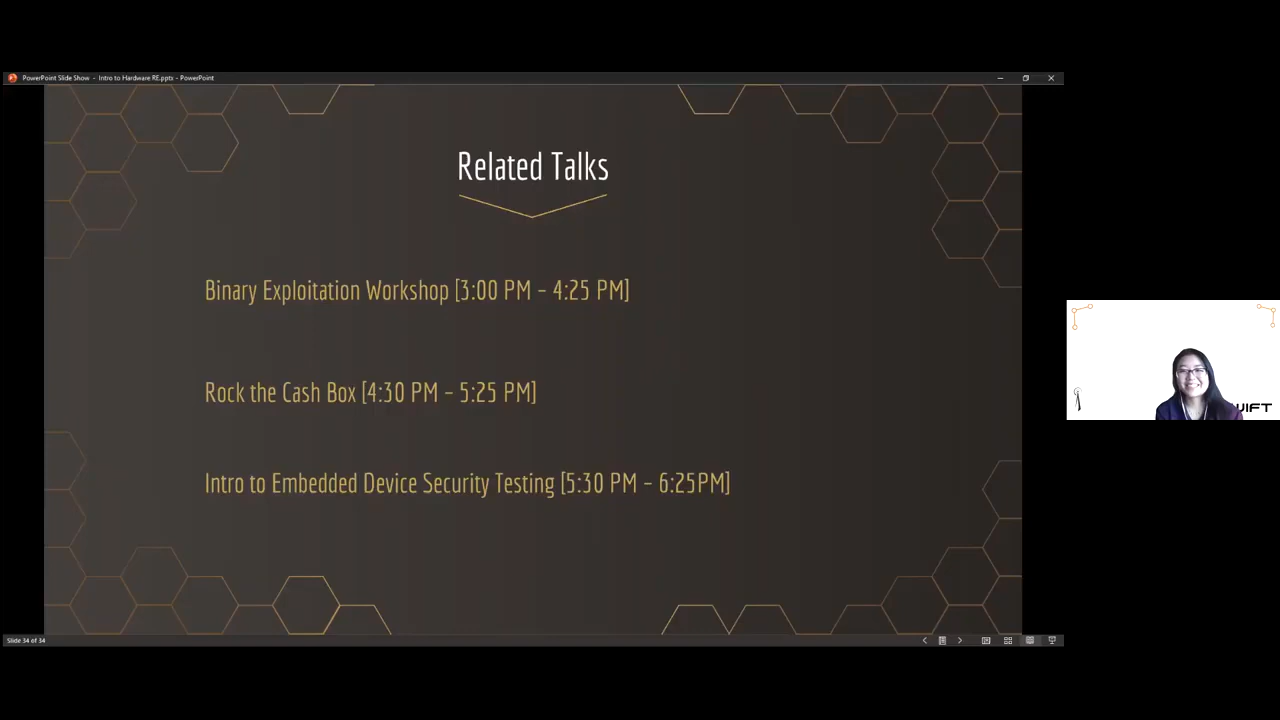 PowerPoint Slide Show - Intro to Hardware RE.ppts - PowerPoint
Related Talks
Binary Exploitation Workshop [3:00 PM – 4:25 PM]
Rock the Cash Box [4:30 PM – 5:25 PM]
Intro to Embedded Device Security Testing [5:30 PM – 6:25PM]
WIFT
Slide 34 of 34